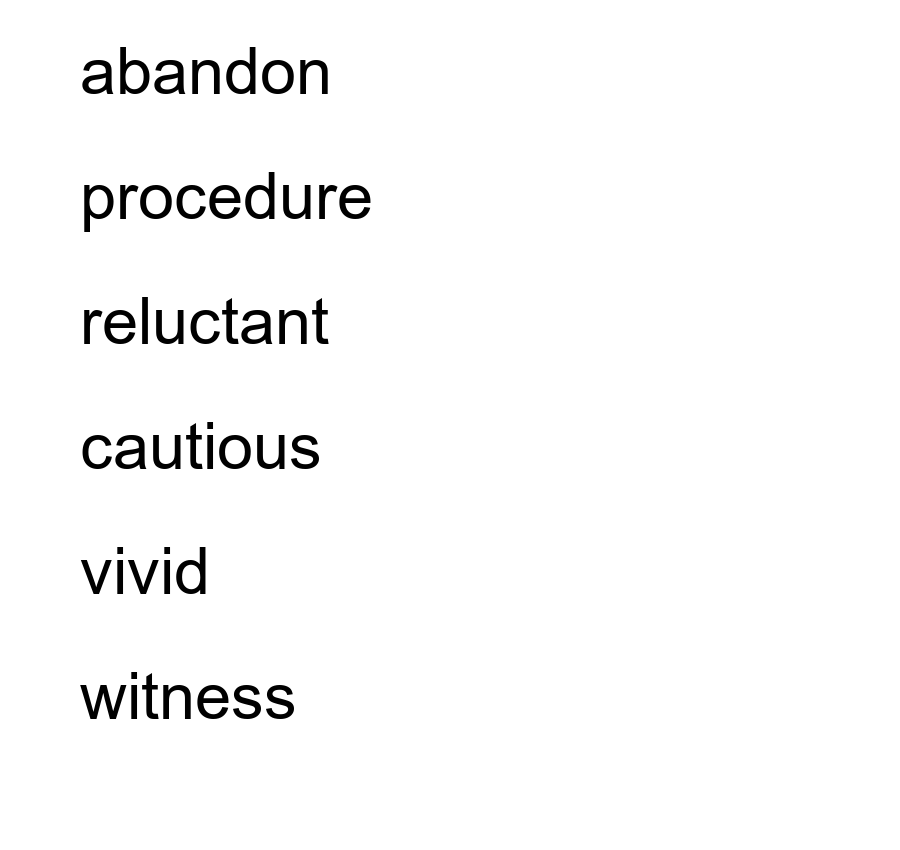 abandon
procedure
reluctant
cautious
vivid
witness